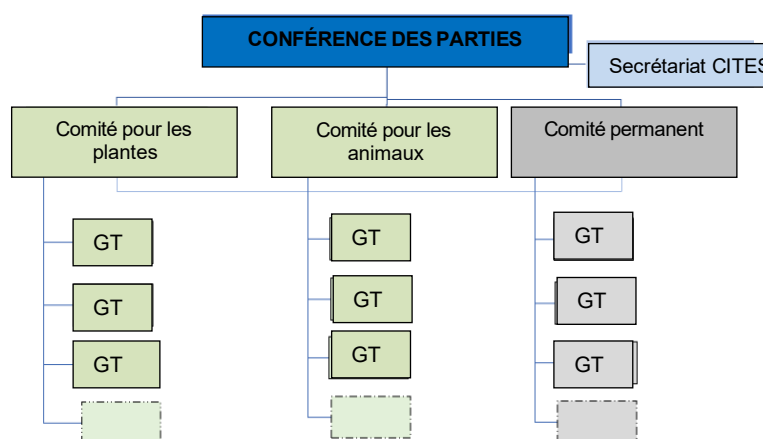 CONFÉRENCE DES PARTIES
Secrétariat CITES
Comité pour les
plantes
Comité pour les
animaux
Comité permanent
GT
GT
GT
GT
GT
GT
GT
GT
GT